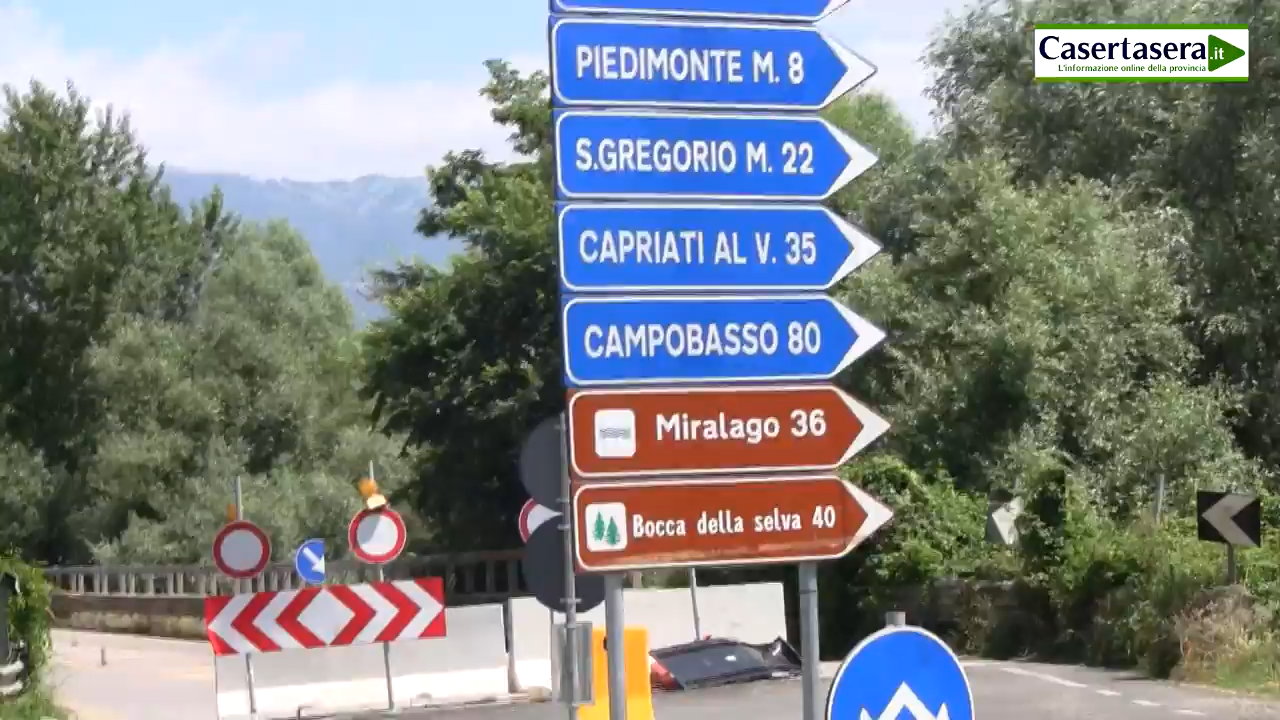 Casertasera.it
L'informazione online della provincia
PIEDIMONTE M. 8
S.GREGORIO M. 22
CAPRIATI AL V. 35
CAMPOBASSO 80
Miralago 36
Bocca della selva 40